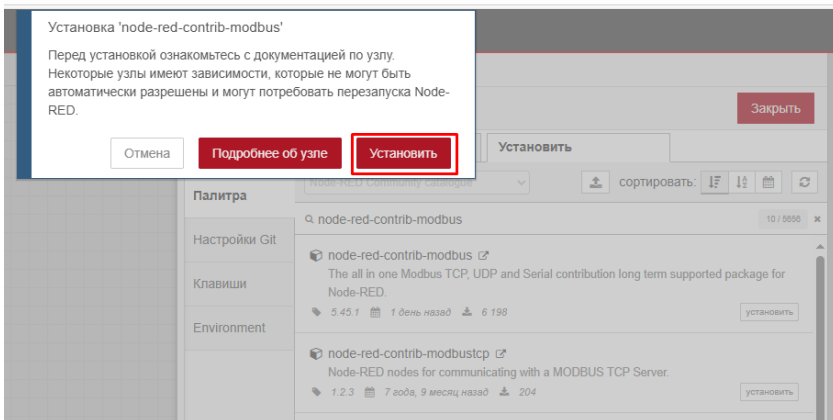 Установка 'node-red-contrib-modbus'
Перед установкой ознакомьтесь с документацией по узлу.
Некоторые узлы имеют зависимости, которые не могут быть
автоматически разрешены и могут потребовать перезапуска Node-
RED.
Отмена
Подробнее об узле
Установить
Закрыть
Установить
Палитра
Node-RED Community catalogue
сортировать:
node-red-contrib-modbus
10 / 5656
Настройки Git
node-red-contrib-modbus
The all in one Modbus TCP, UDP and Serial contribution long term supported package for
Node-RED.
5.45.1 1 день назад 6 198
установить
Клавиши
Environment
node-red-contrib-modbustcp
Node-RED nodes for communicating with a MODBUS TCP Server.
1.2.3 7 года, 9 месяц назад 204
установить